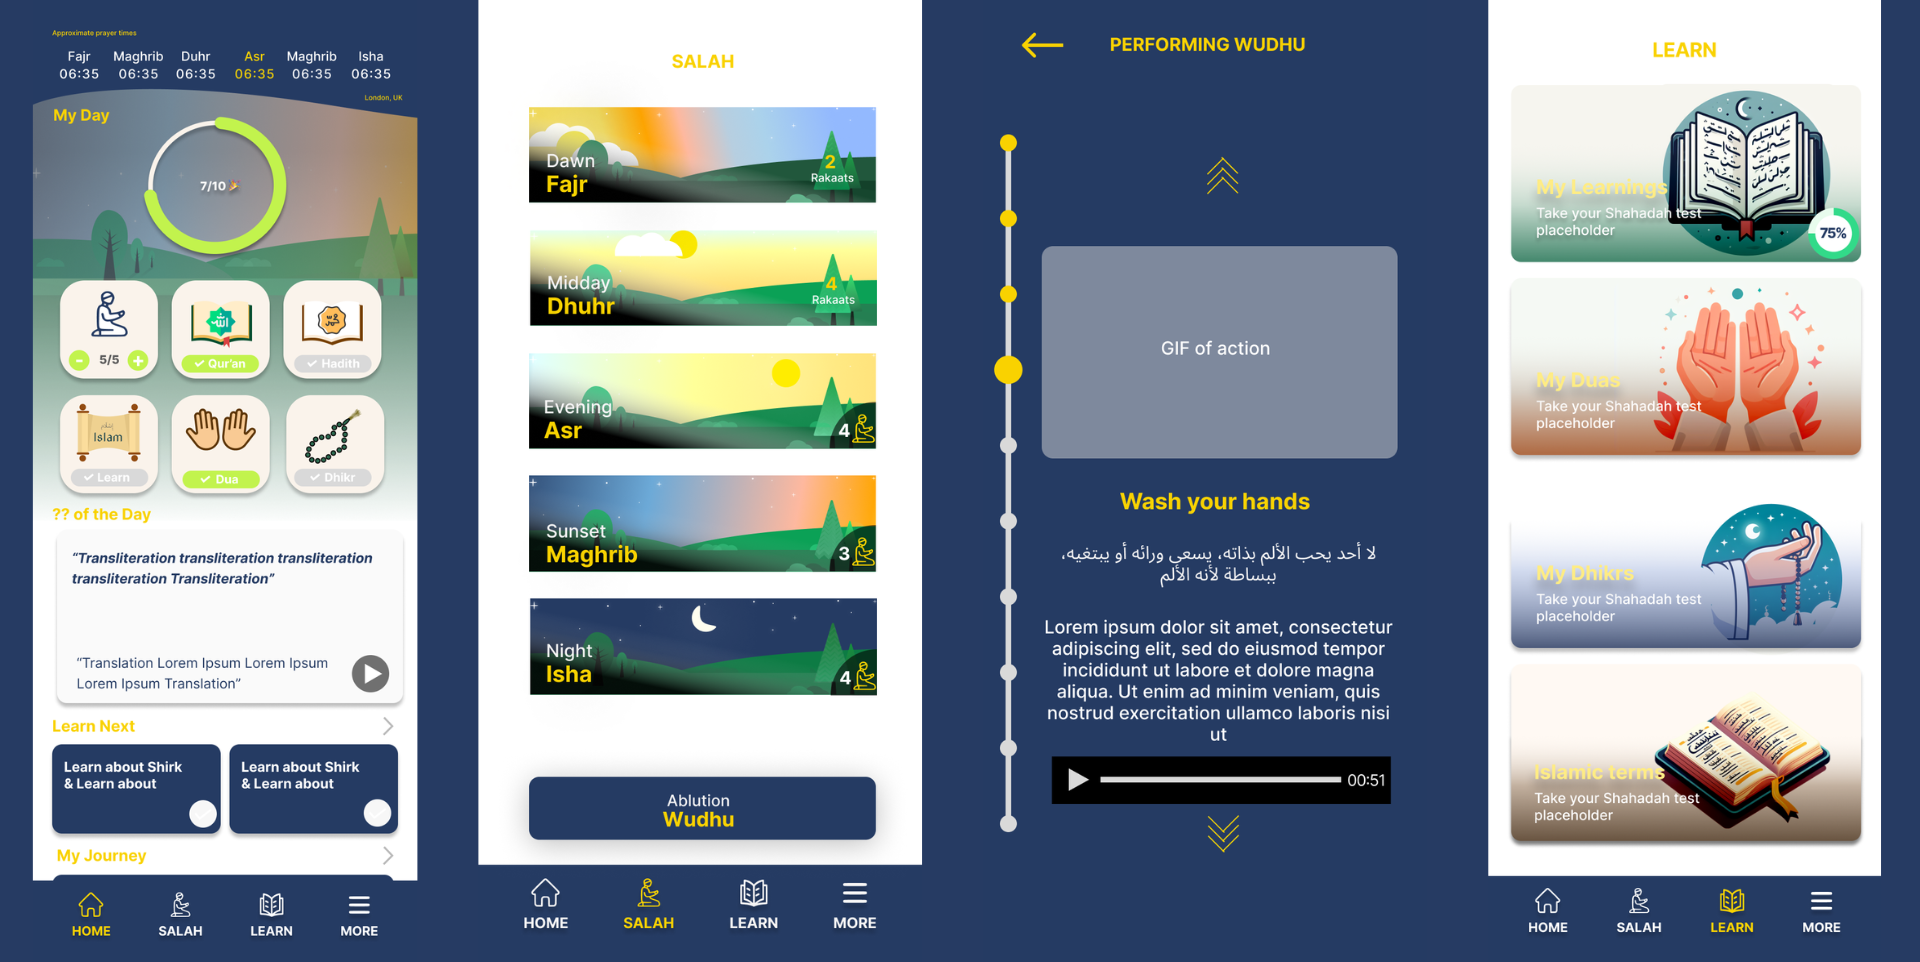 Approximate prayer times
Fajr Maghrib Duhr Asr Maghrib Isha
06:35 06:35 06:35 06:35 06:35 06:35
London, UK
My Day
7/10
- 5/5 +
Qur'an
Hadith
Islam
Learn
Dua
Dhikr
?? of the Day
“Transliteration transliteration transliteration
transliteration Transliteration”
“Translation Lorem Ipsum Lorem Ipsum
Lorem Ipsum Translation”
Learn Next
Learn about Shirk
& Learn about
Learn about Shirk
& Learn about
My Journey
HOME SALAH LEARN MORE
SALAH
Dawn
Fajr
2
Rakaats
Midday
Dhuhr
4
Rakaats
Evening
Asr
4
Sunset
Maghrib
3
Night
Isha
4
Ablution
Wudhu
HOME SALAH LEARN MORE
PERFORMING WUDHU
GIF of action
Wash your hands
لا أحد يحب الألم بذاته، يسعى ورائه أو يبتغيه،
ببساطة لأنه الألم
Lorem ipsum dolor sit amet, consectetur
adipiscing elit, sed do eiusmod tempor
incididunt ut labore et dolore magna
aliqua. Ut enim ad minim veniam, quis
nostrud exercitation ullamco laboris nisi
ut
00:51
LEARN
My Learnings
Take your Shahadah test
placeholder
75%
My Duas
Take your Shahadah test
placeholder
My Dhikrs
Take your Shahadah test
placeholder
Islamic terms
Take your Shahadah test
placeholder
HOME SALAH LEARN MORE